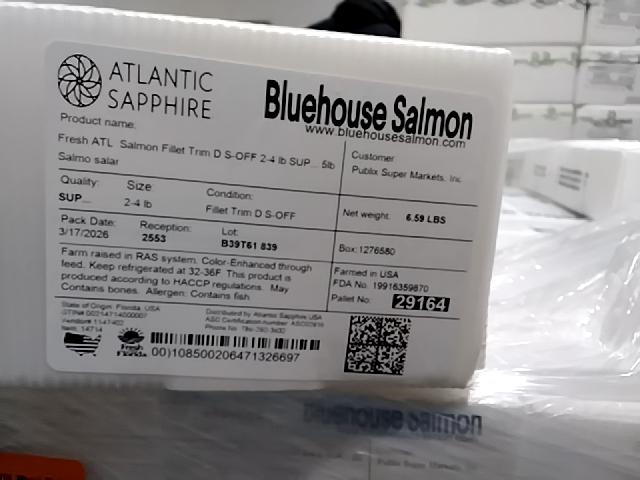 ATLANTIC
SAPPHIRE
Bluehouse Salmon
www.bluehousesalmon.com
Product name:
Fresh ATL Salmon Fillet Trim D S-OFF 2-4 lb SUP... 5lb
Salmo salar
Customer
Publix Super Markets, Inc
Quality:
SUP...
Size
2-4 lb
Condition:
Fillet Trim D S-OFF
Net weight: 6.59 LBS
Pack Date:
3/17/2026
Reception:
2553
Lot:
B39T61 839
Box:1276580
Farm raised in RAS system. Color-Enhanced through
feed. Keep refrigerated at 32-36F This product is
produced according to HACCP regulations. May
Contains bones. Allergen: Contains fish
Farmed in USA
FDA No. 19916359870
Pallet No: 29164
State of Origin: Florida, USA
Distributed by Atlantic Sapphire USA
Item: 14714
Fresh
Florida
00)108500206471326697
Bluehouse Salmon